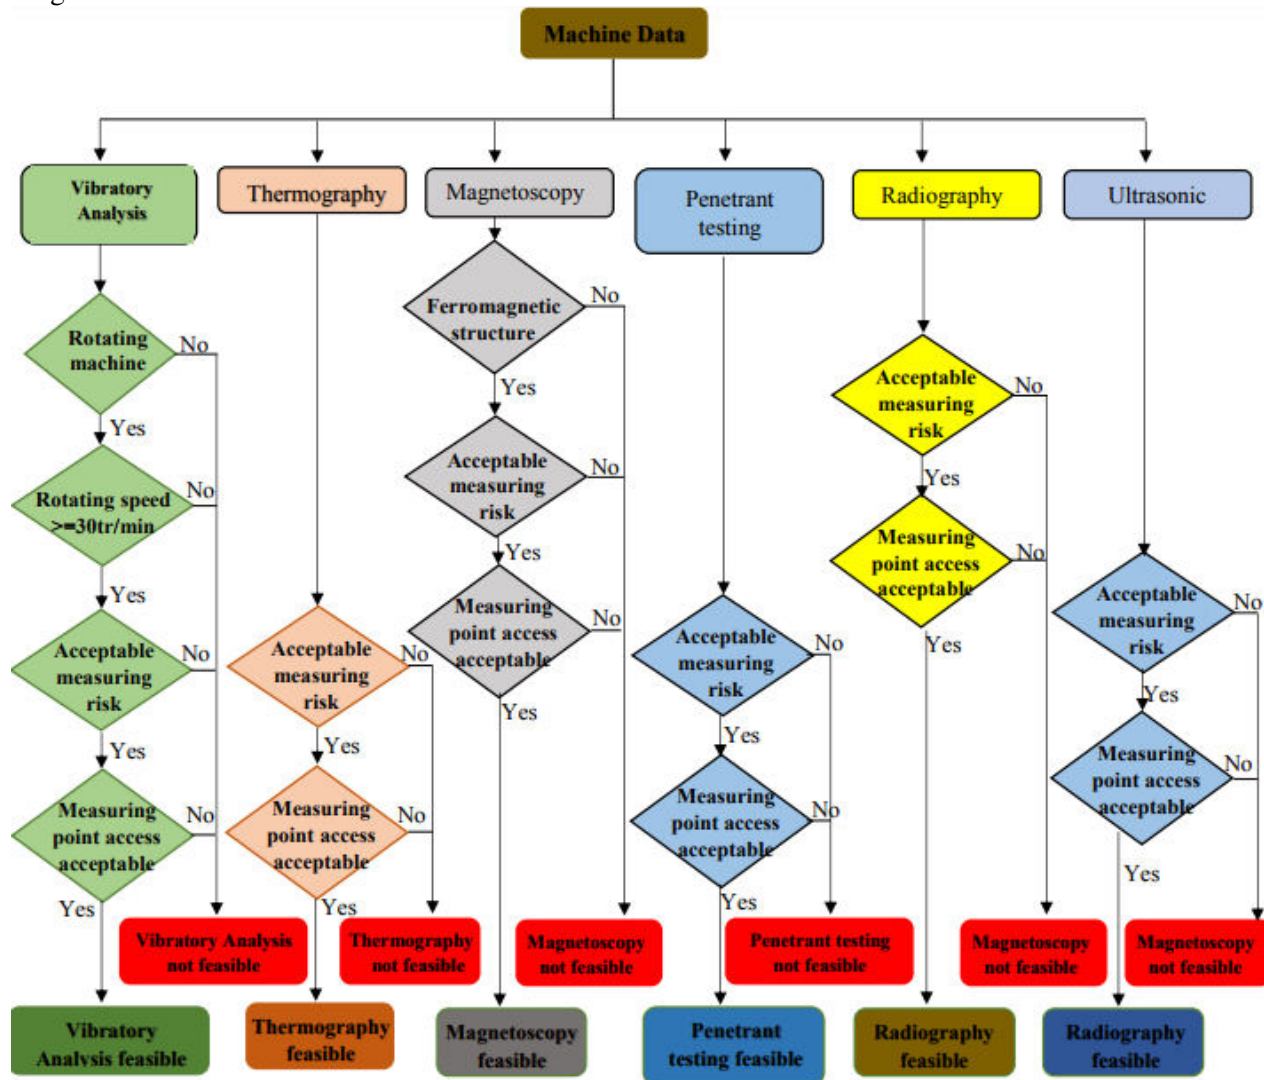 Machine Data
Vibratory
Analysis
Thermography
Magnetoscopy
Penetrant
testing
Radiography
Ultrasonic
Rotating
machine
No
Yes
Rotating speed
>=30tr/min
No
Yes
Acceptable
measuring
risk
No
Yes
Measuring
point access
acceptable
No
Yes
Vibratory Analysis
not feasible
Vibratory
Analysis feasible
Acceptable
measuring
risk
No
Yes
Measuring
point access
acceptable
No
Yes
Thermography
not feasible
Thermography
feasible
Ferromagnetic
structure
No
Yes
Acceptable
measuring
risk
No
Yes
Measuring
point access
acceptable
No
Yes
Magnetoscopy
not feasible
Magnetoscopy
feasible
Acceptable
measuring
risk
No
Yes
Measuring
point access
acceptable
No
Yes
Penetrant testing
not feasible
Penetrant
testing feasible
Acceptable
measuring
risk
No
Yes
Measuring
point access
acceptable
No
Yes
Magnetoscopy
not feasible
Radiography
feasible
Acceptable
measuring
risk
No
Yes
Measuring
point access
acceptable
No
Yes
Magnetoscopy
not feasible
Radiography
feasible